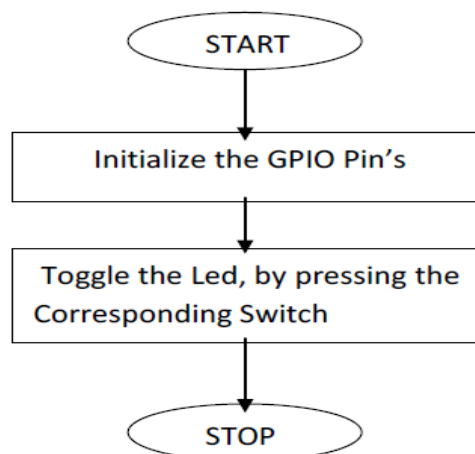 START
Initialize the GPIO Pin’s
Toggle the Led, by pressing the
Corresponding Switch
STOP